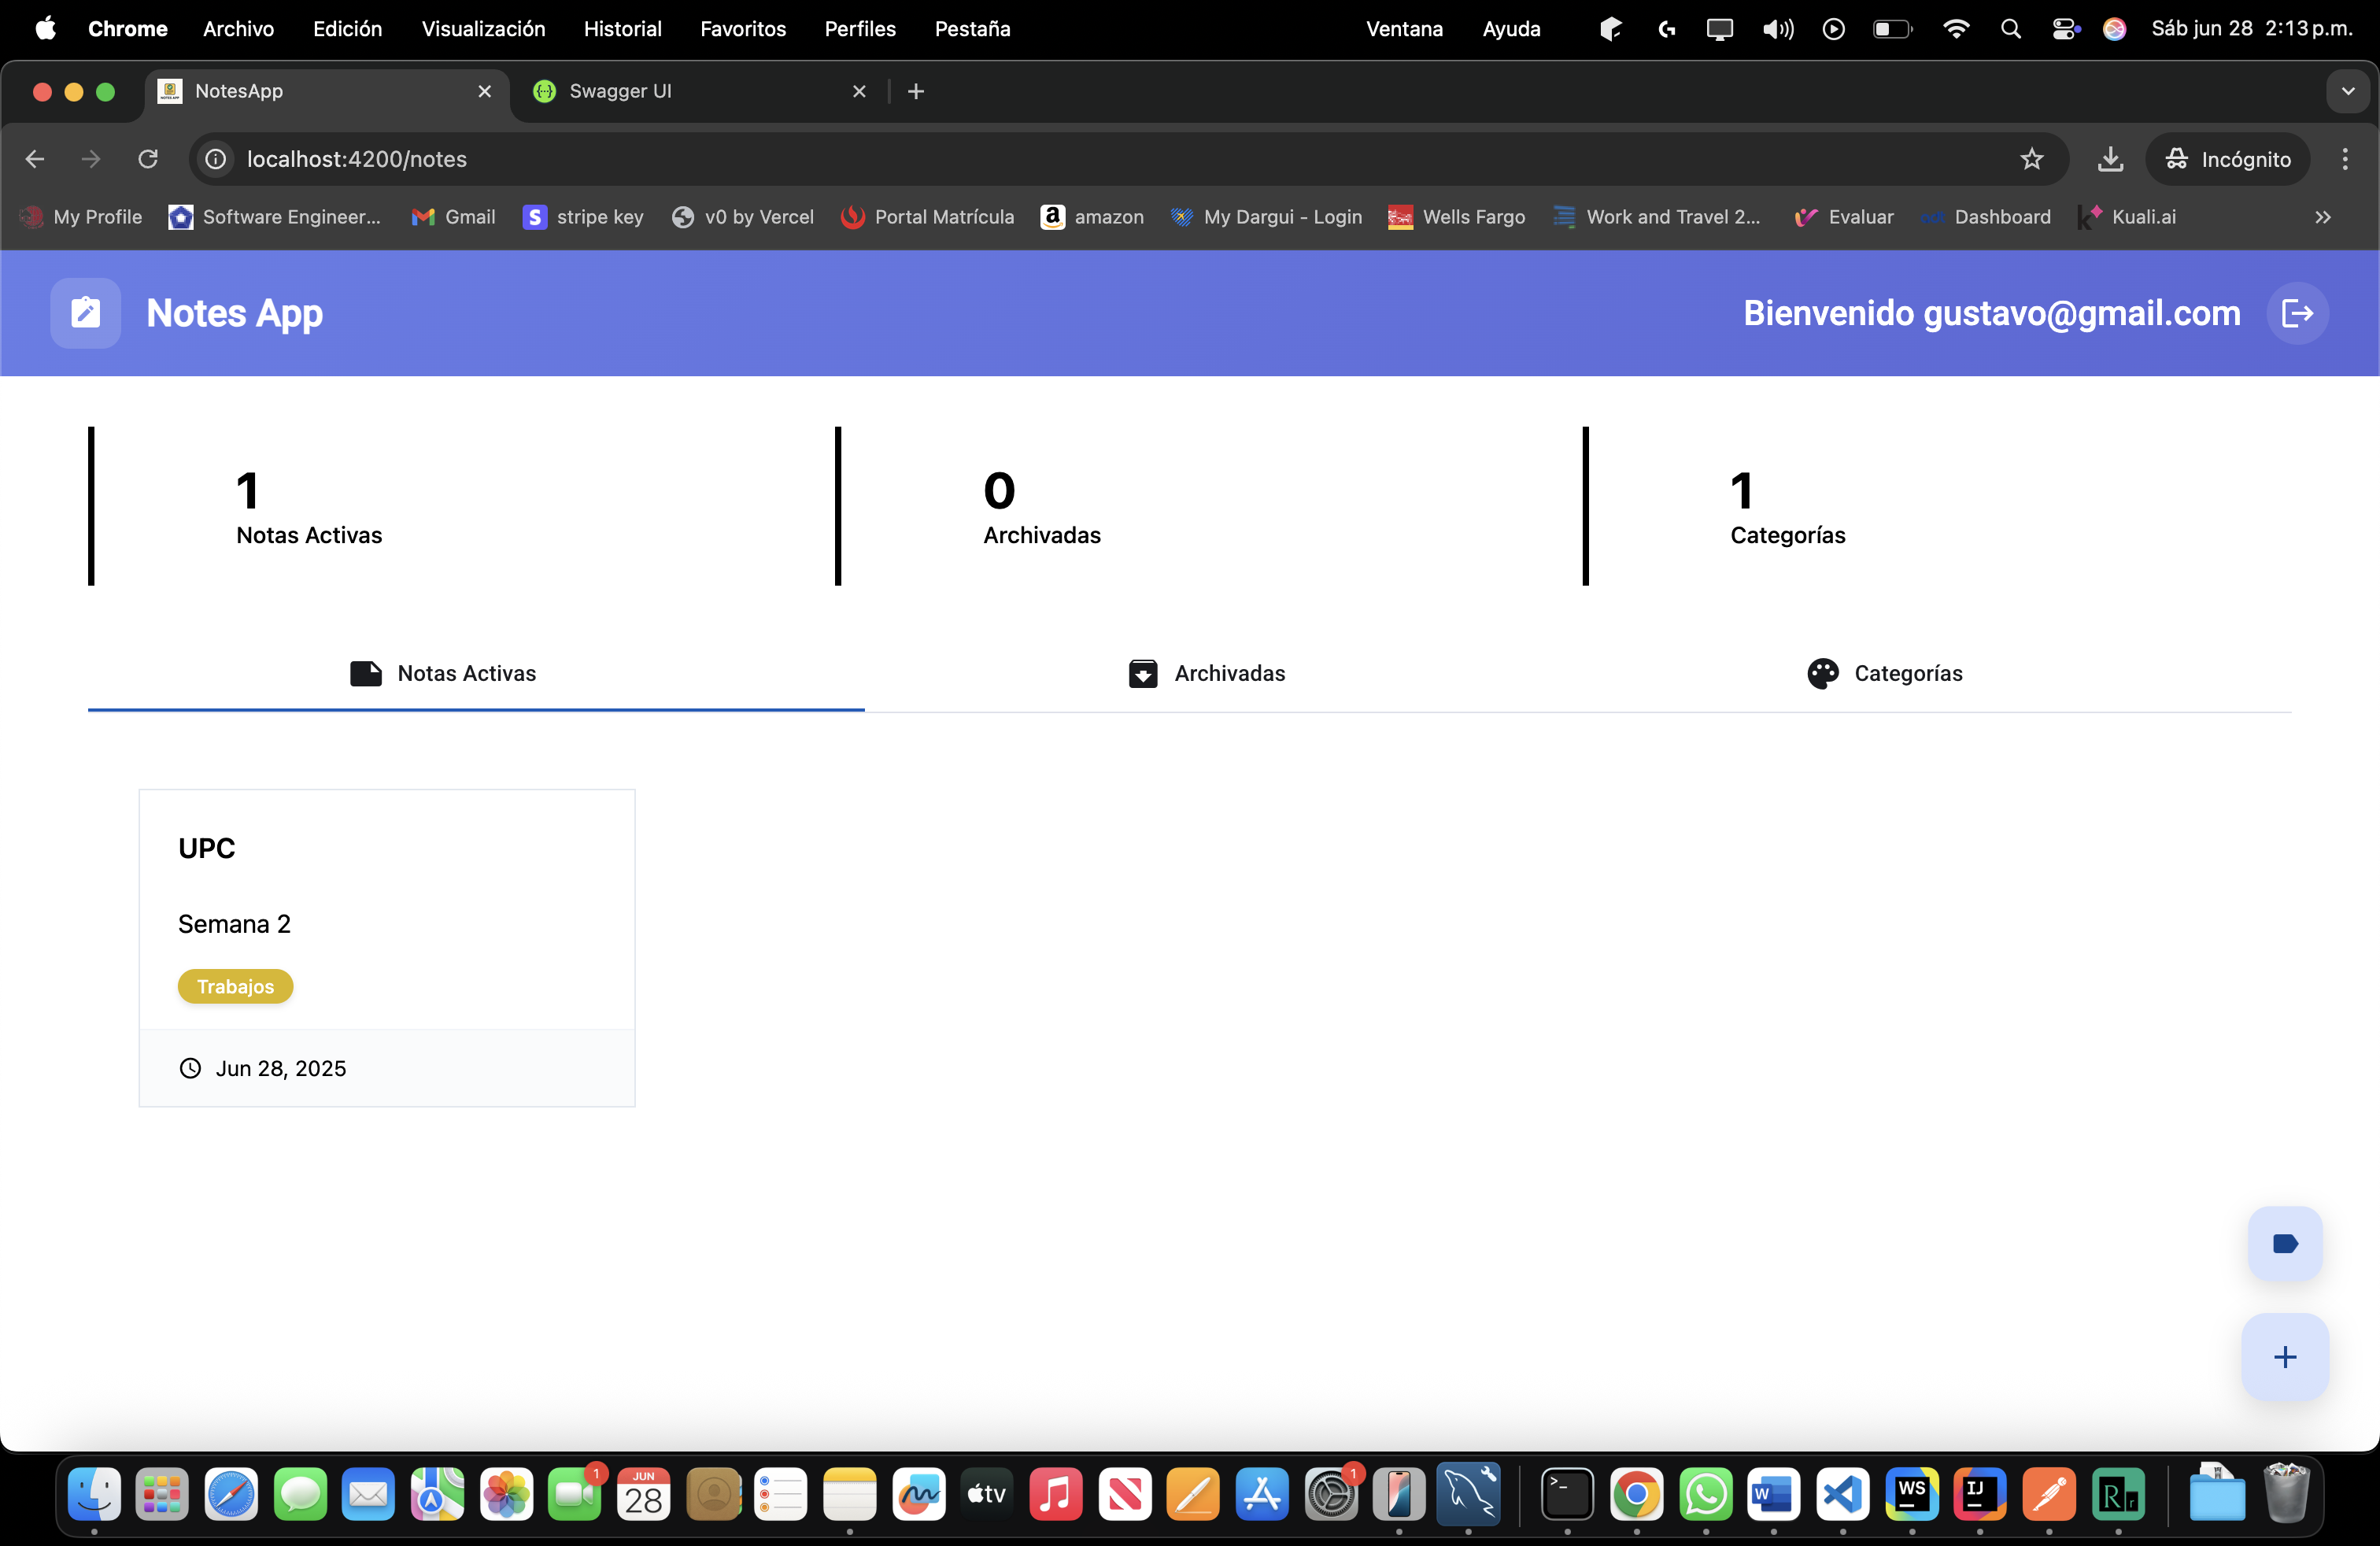 Chrome Archivo Edición Visualización Historial Favoritos Perfiles Pestaña Ventana Ayuda Sáb jun 28 2:13 p.m.
NotesApp Swagger UI
localhost:4200/notes Incógnito
My Profile Software Engineer... Gmail stripe key v0 by Vercel Portal Matrícula amazon My Dargui - Login Wells Fargo Work and Travel 2... Evaluar Dashboard Kuali.ai
Notes App Bienvenido gustavo@gmail.com
1 0 1
Notas Activas Archivadas Categorías
Notas Activas Archivadas Categorías
UPC
Semana 2
Trabajos
Jun 28, 2025
1 JUN 1
28 tv WS IJ